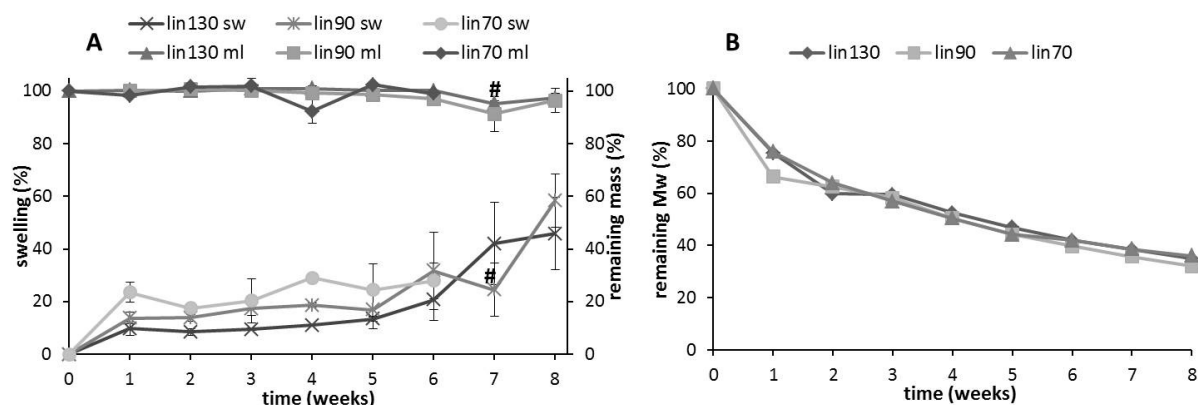 lin130 sw lin90 sw lin70 sw
A lin130 ml lin90 ml lin70 ml
100 # 100
80 80
60 60
40 40
# 
20 20
0 0
swelling (%)
remaining mass (%)
0 1 2 3 4 5 6 7 8
time (weeks)
B
lin130 lin90 lin70
100
80
60
40
20
0
remaining Mw (%)
0 1 2 3 4 5 6 7 8
time (weeks)